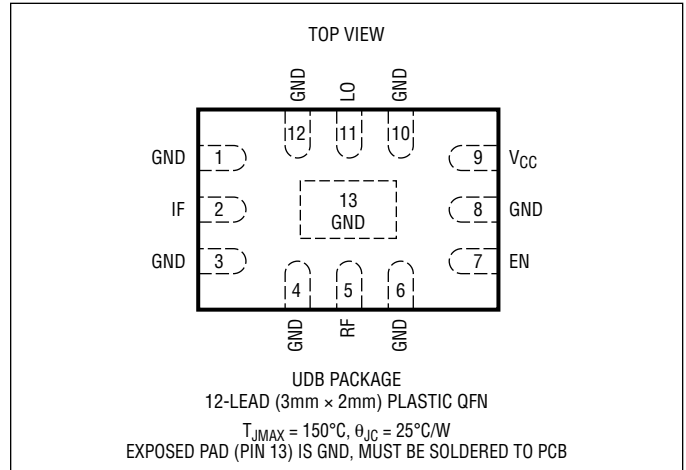 TOP VIEW
GND LO GND
12 11 10
GND 1 9 VCC
IF 2 13 8 GND
GND
GND 3 7 EN
4 5 6
GND RF GND
UDB PACKAGE
12-LEAD (3mm × 2mm) PLASTIC QFN
TJMAX = 150°C, θJC = 25°C/W
EXPOSED PAD (PIN 13) IS GND, MUST BE SOLDERED TO PCB